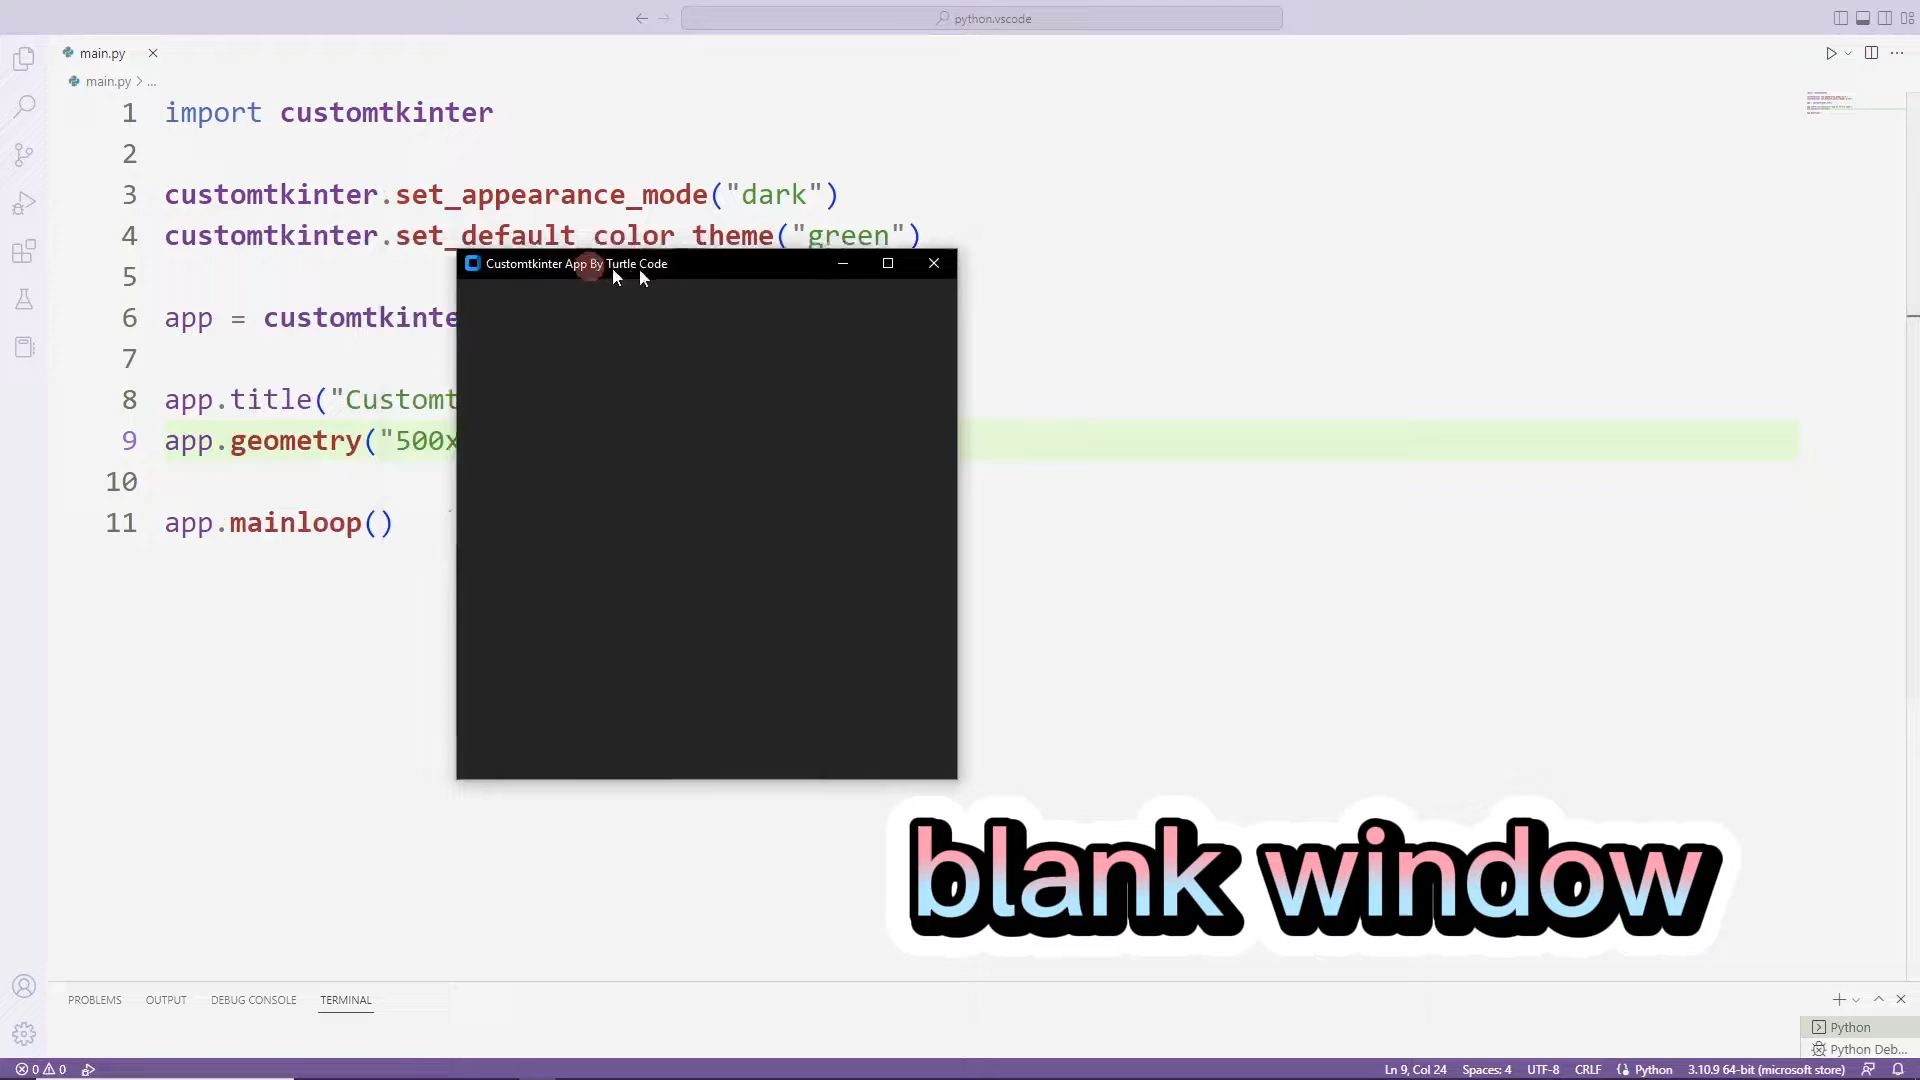 python.vscode
main.py
main.py > ...
1 import customtkinter
2
3 customtkinter.set_appearance_mode("dark")
4 customtkinter.set_default_color_theme("green")
Customtkinter App By Turtle Code
5
6 app = customtkinte
7
8 app.title("Customt
9 app.geometry("500x
10
11 app.mainloop()
blank window
PROBLEMS OUTPUT DEBUG CONSOLE TERMINAL
Python
Python Deb...
0 0 Ln 9, Col 24 Spaces: 4 UTF-8 CRLF Python 3.10.9 64-bit (microsoft store)